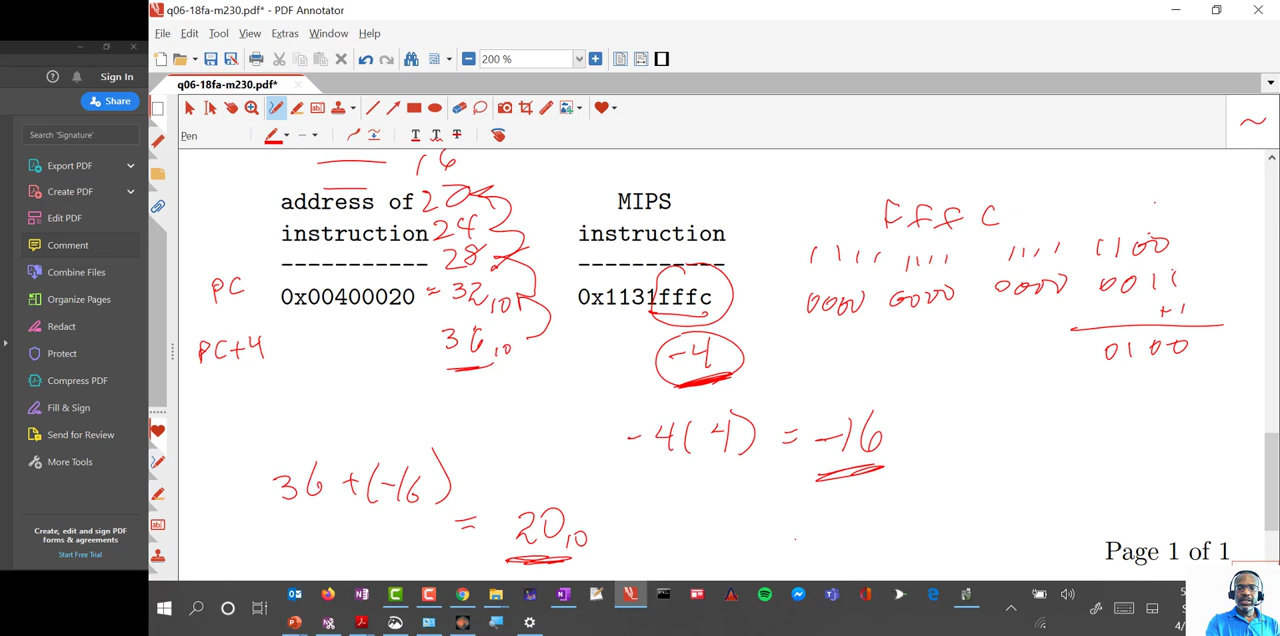 q06-18fa-m230.pdf* - PDF Annotator
File Edit Tool View Extras Window Help
200 %
q06-18fa-m230.pdf*
Sign In
Share
Search 'Signature'
Pen
Export PDF
Create PDF
Edit PDF
Comment
Combine Files
Organize Pages
Redact
Protect
Compress PDF
Fill & Sign
Send for Review
More Tools
Create, edit and sign PDF
forms & agreements
Start Free Trial
16
address of 20 MIPS
instruction 24 instruction
28
----------- -----------
PC 0x00400020 = 32 10 0x1131fffc
PC+4 36 10
-4
-4(4) = -16
36 + (-16)
= 20 10
F F F C
1111 1111 1111 1100
0000 0000 0000 0011
+1
0100
Page 1 of 1